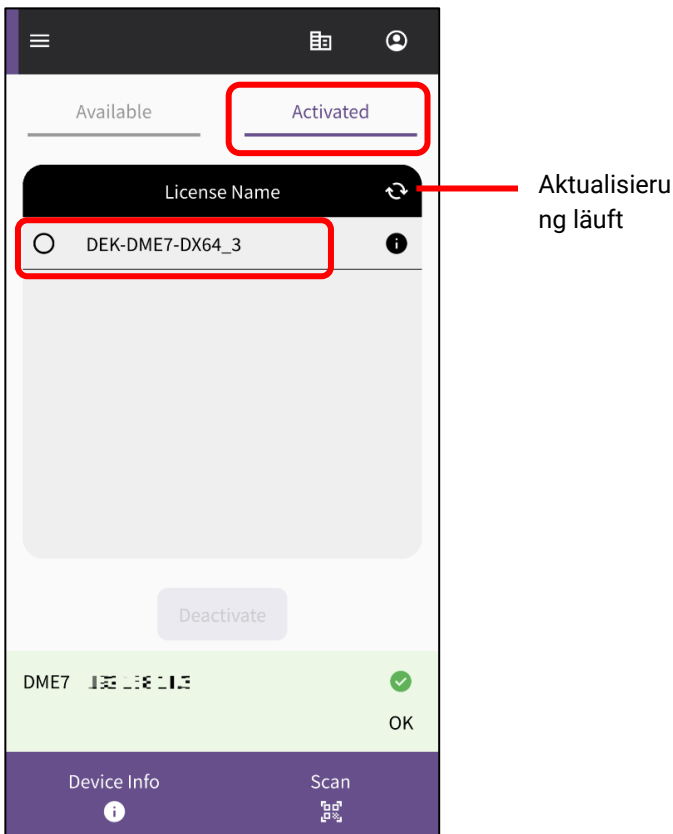 Available
Activated
License Name
Aktualisieru
ng läuft
DEK-DME7-DX64_3
Deactivate
DME7
OK
Device Info
Scan